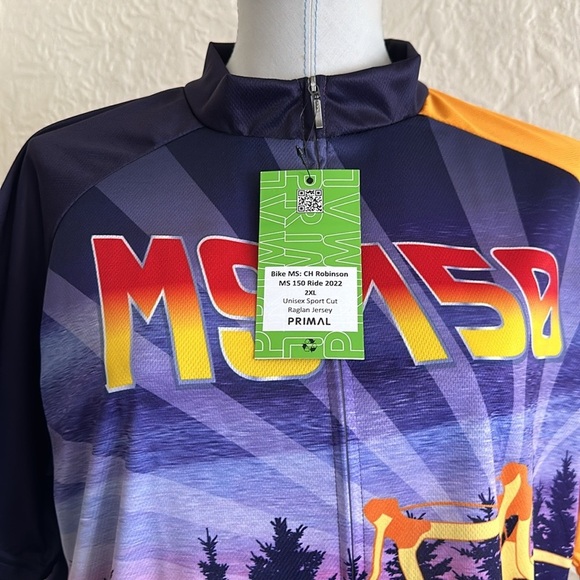 MS 150
Bike MS: CH Robinson
MS 150 Ride 2022
2XL
Unisex Sport Cut
Raglan Jersey
PRIMAL